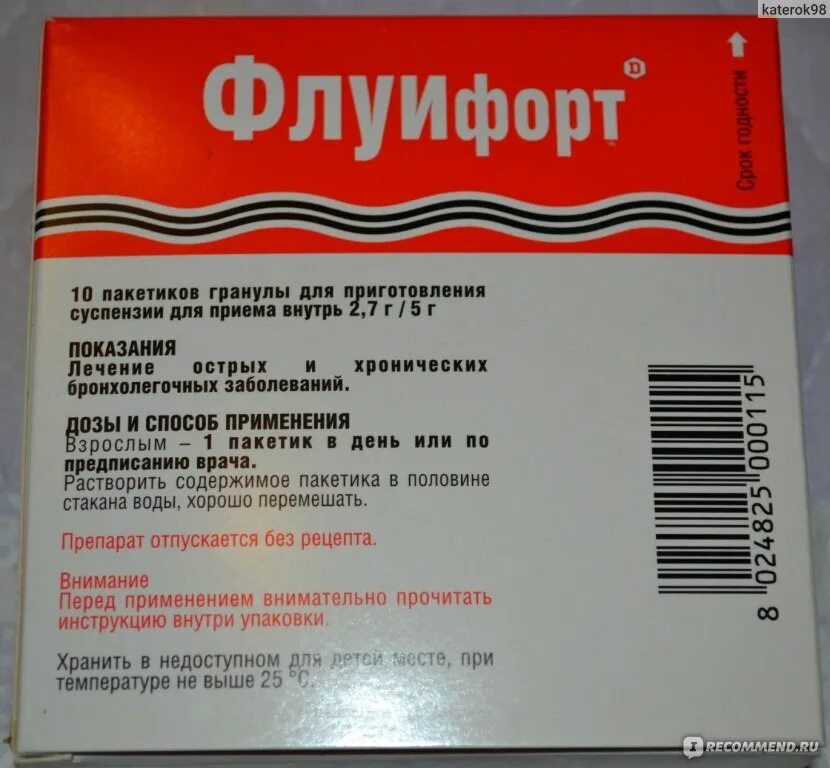 katerok98
Флуифорт
D
Срок годности
10 пакетиков гранулы для приготовления
суспензии для приема внутрь 2,7 г / 5 г
ПОКАЗАНИЯ
Лечение острых и хронических
бронхолегочных заболеваний.
ДОЗЫ И СПОСОБ ПРИМЕНЕНИЯ
Взрослым – 1 пакетик в день или по
предписанию врача.
Растворить содержимое пакетика в половине
стакана воды, хорошо перемешать.
Препарат отпускается без рецепта.
Внимание
Перед применением внимательно прочитать
инструкцию внутри упаковки.
Хранить в недоступном для детей месте, при
температуре не выше 25 °C.
8 024825 000115
IRECOMMEND.RU